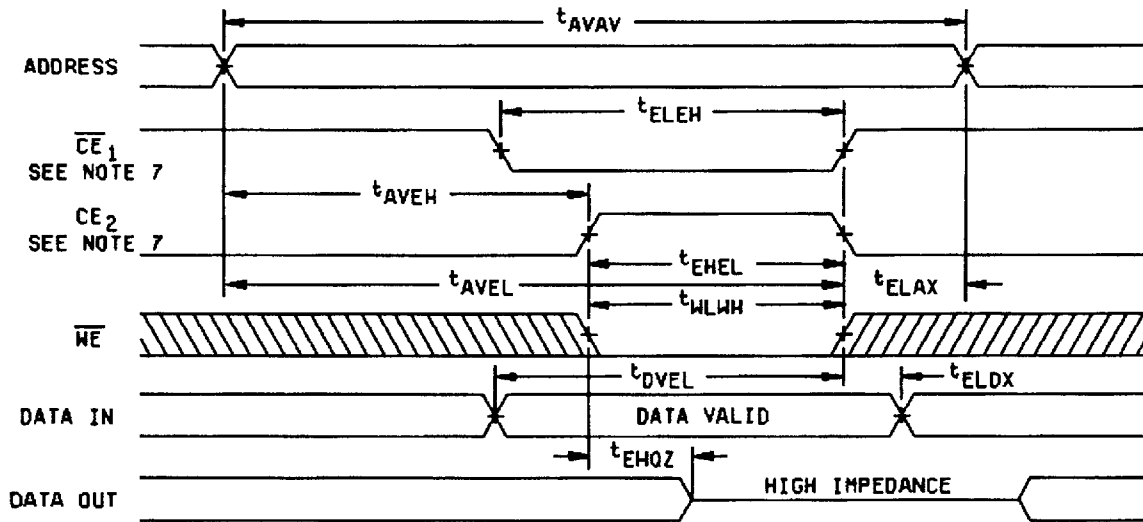 tAVAV
ADDRESS
tELEH
CE1
SEE NOTE 7
tAVEH
CE2
SEE NOTE 7
tEHEL
tAVEL
tELAX
tWLWH
WE
tDVEL
tELDX
DATA IN
DATA VALID
tEHQZ
DATA OUT
HIGH IMPEDANCE